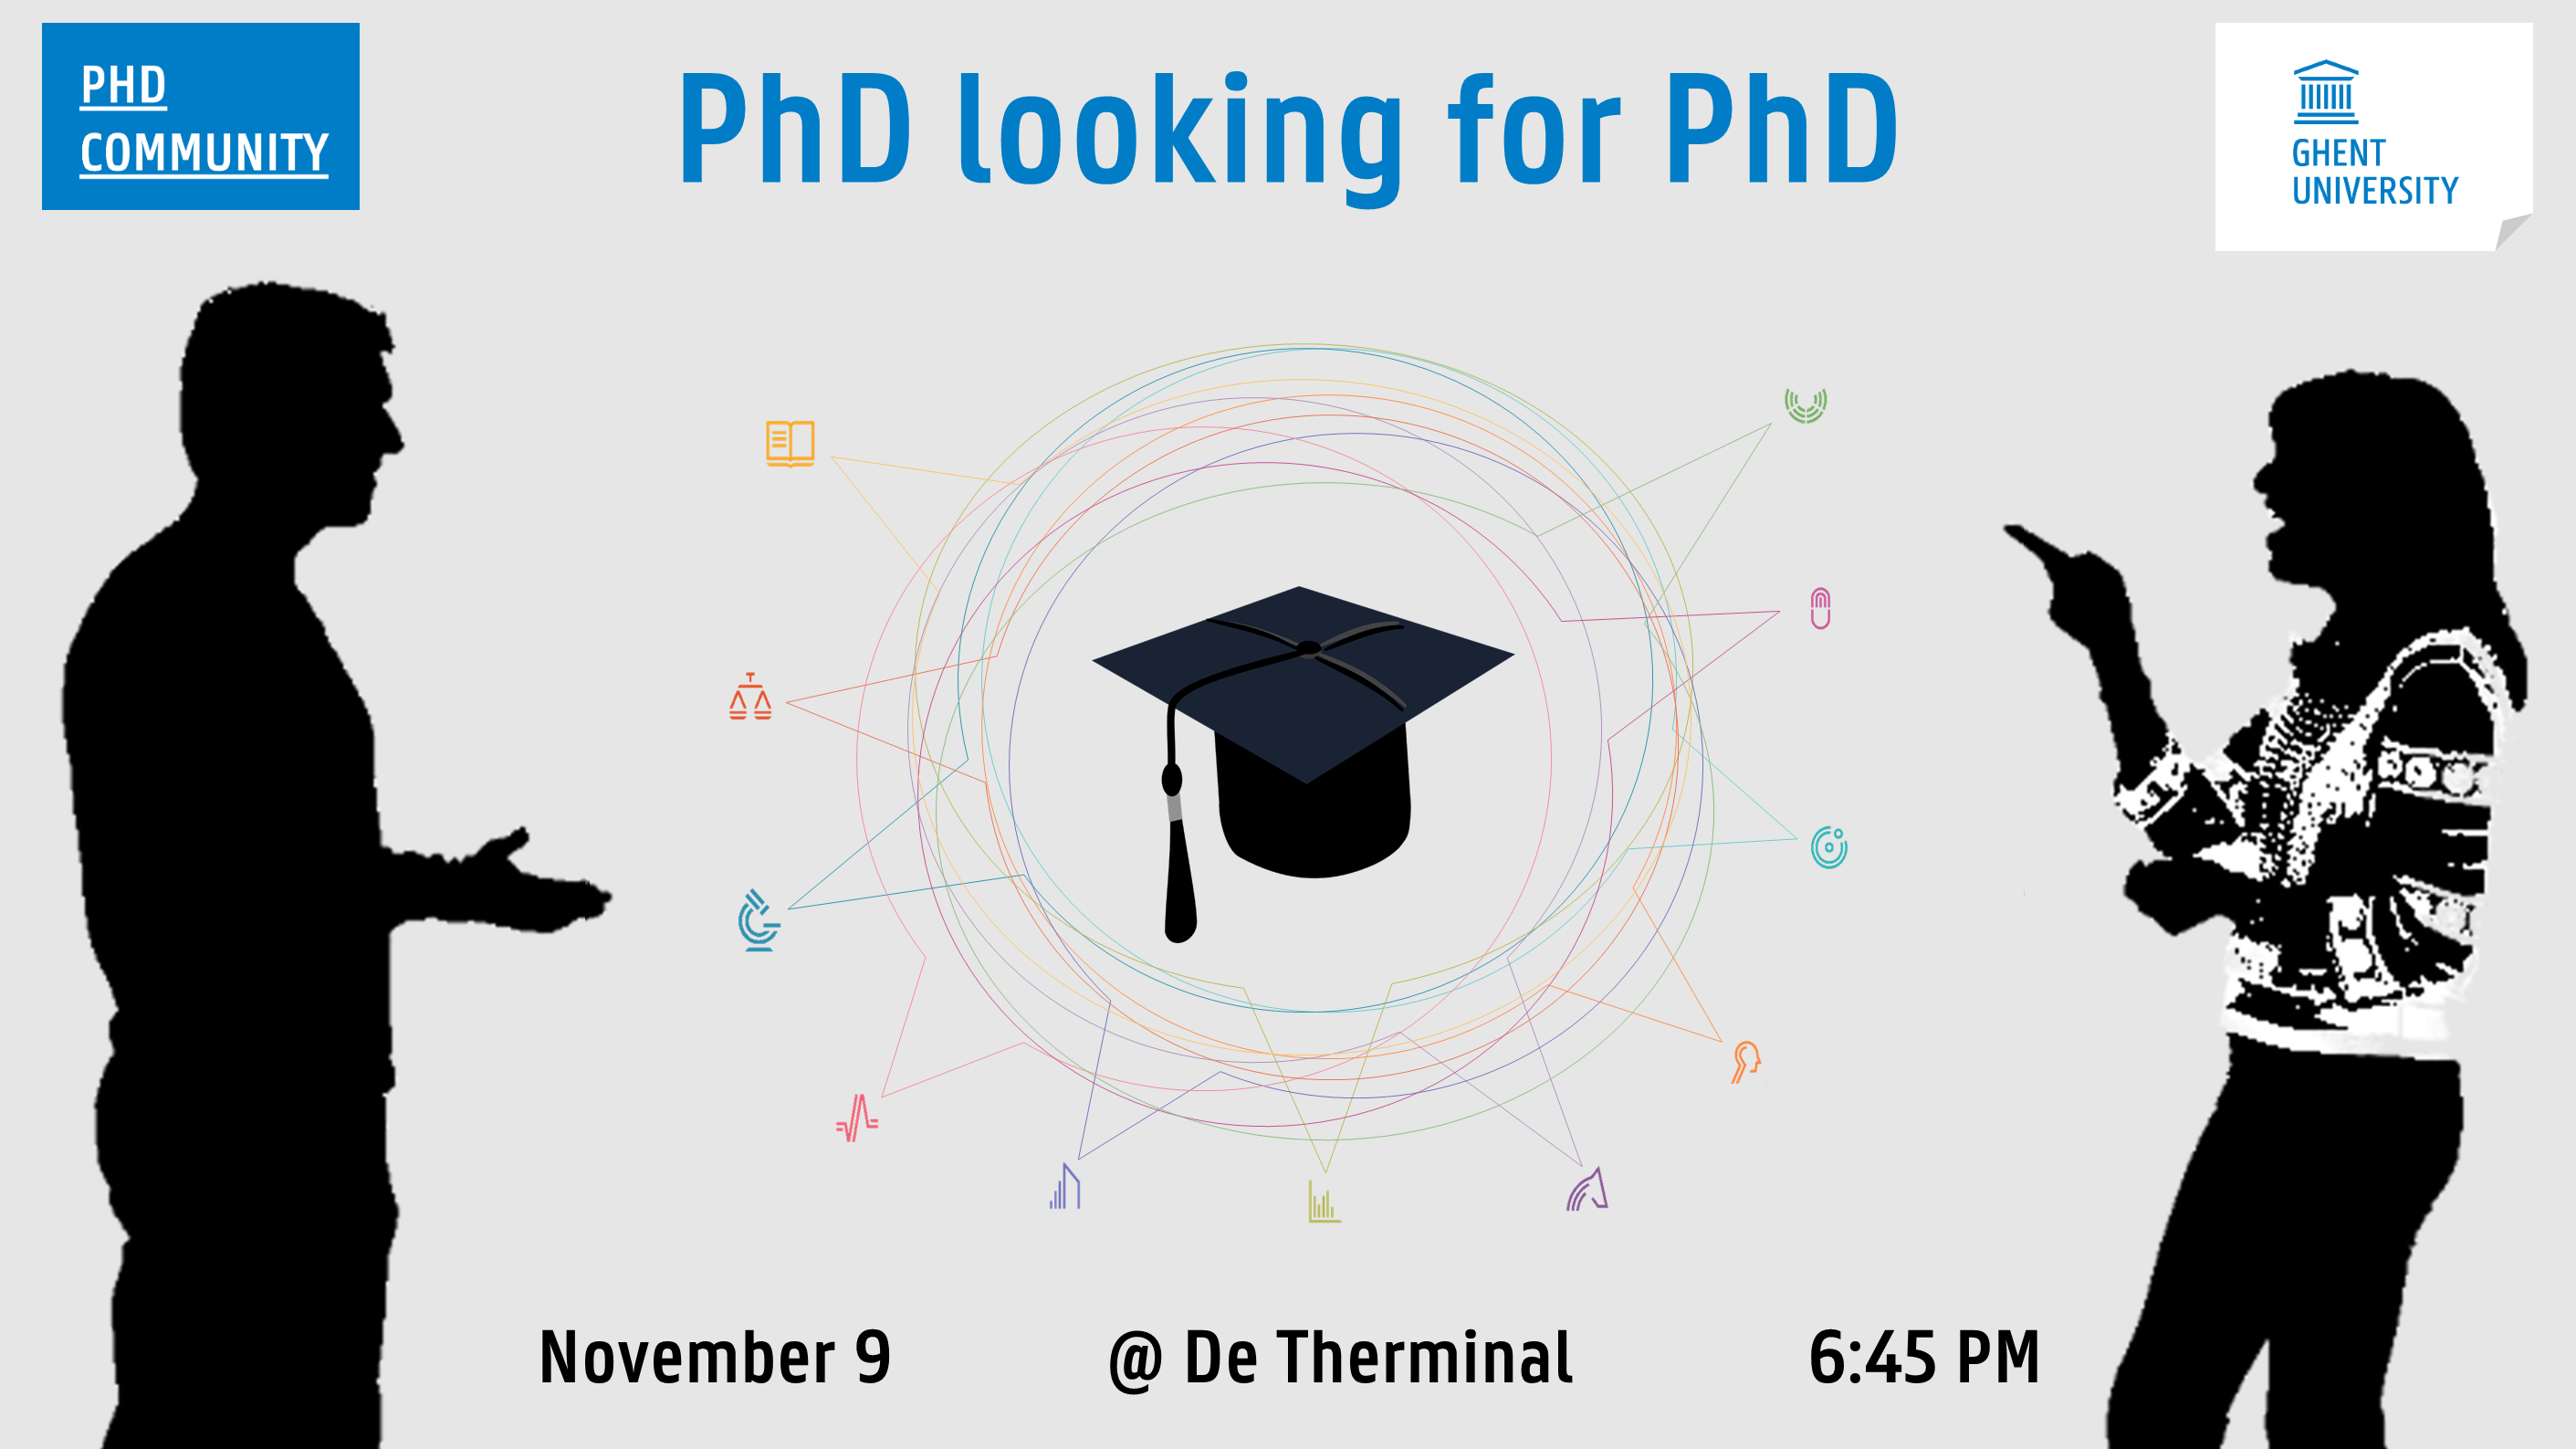 PHD
COMMUNITY
PhD looking for PhD
GHENT
UNIVERSITY
November 9
@ De Therminal
6:45 PM